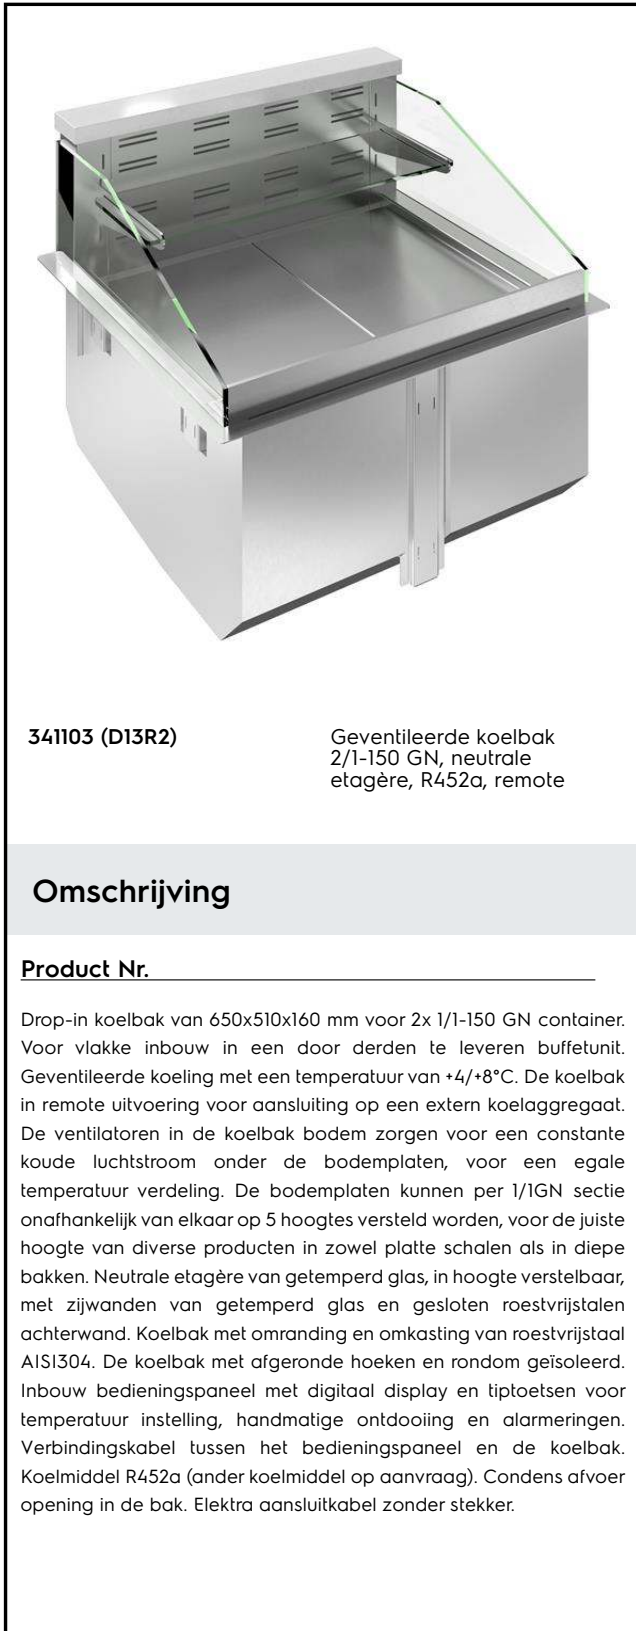 341103 (D13R2)
Geventileerde koelbak
2/1-150 GN, neutrale
etagère, R452a, remote
Omschrijving
Product Nr.
Drop-in koelbak van 650x510x160 mm voor 2x 1/1-150 GN container.
Voor vlakke inbouw in een door derden te leveren buffetunit.
Geventileerde koeling met een temperatuur van +4/+8°C. De koelbak
in remote uitvoering voor aansluiting op een extern koelaggregaat.
De ventilatoren in de koelbak bodem zorgen voor een constante
koude luchtstroom onder de bodemplaten, voor een egale
temperatuur verdeling. De bodemplaten kunnen per 1/1GN sectie
onafhankelijk van elkaar op 5 hoogtes versteld worden, voor de juiste
hoogte van diverse producten in zowel platte schalen als in diepe
bakken. Neutrale etagère van getemperd glas, in hoogte verstelbaar,
met zijwanden van getemperd glas en gesloten roestvrijstalen
achterwand. Koelbak met omranding en omkasting van roestvrijstaal
AISI304. De koelbak met afgeronde hoeken en rondom geïsoleerd.
Inbouw bedieningspaneel met digitaal display en tiptoetsen voor
temperatuur instelling, handmatige ontdooiing en alarmeringen.
Verbindingskabel tussen het bedieningspaneel en de koelbak.
Koelmiddel R452a (ander koelmiddel op aanvraag). Condens afvoer
opening in de bak. Elektra aansluitkabel zonder stekker.